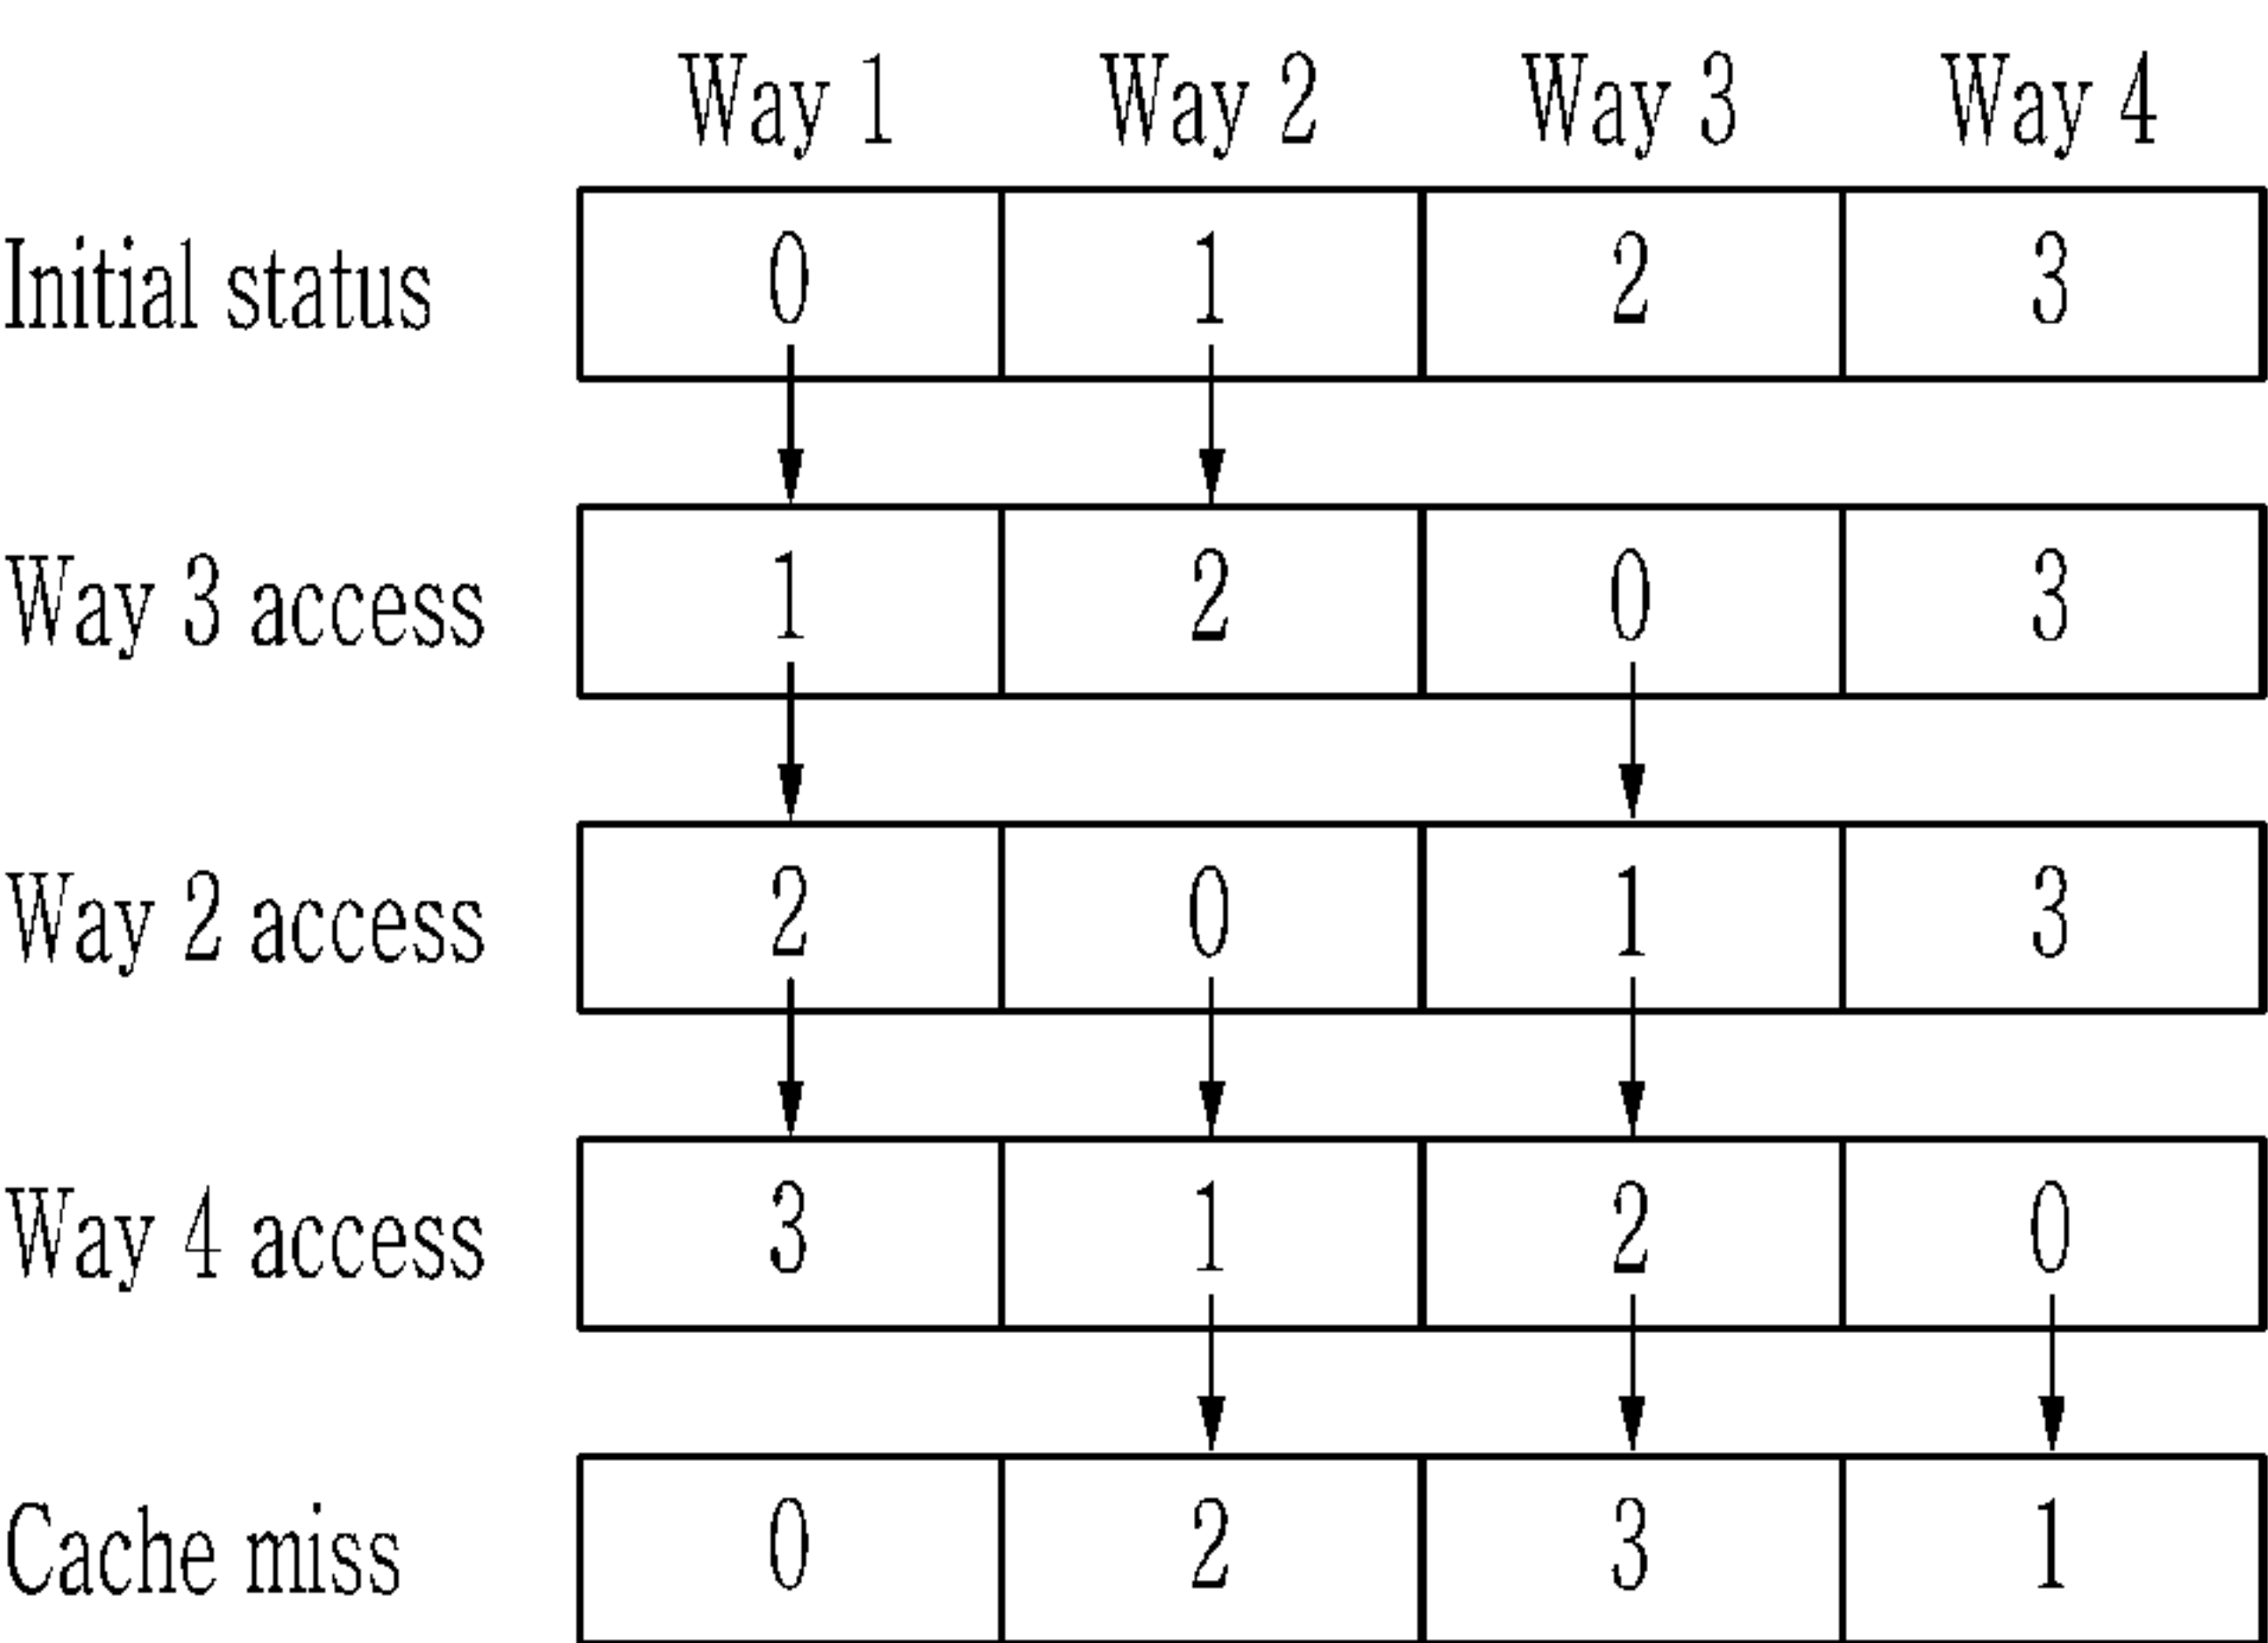 Way 1 Way 2 Way 3 Way 4
Initial status 0 1 2 3
Way 3 access 1 2 0 3
Way 2 access 2 0 1 3
Way 4 access 3 1 2 0
Cache miss 0 2 3 1